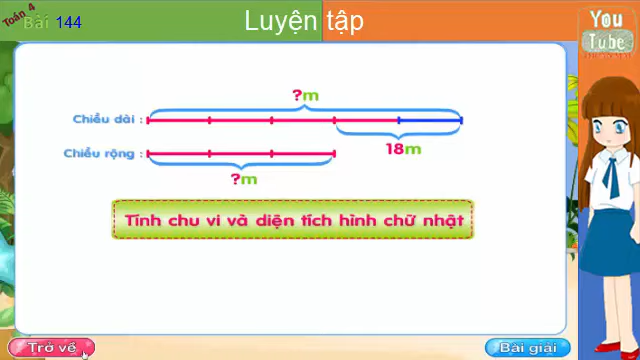 Toán 4
Bài 144
Luyện tập
You
Tube
?m
Chiều dài :
18m
Chiều rộng :
?m
Tính chu vi và diện tích hình chữ nhật
Trở về
Bài giải